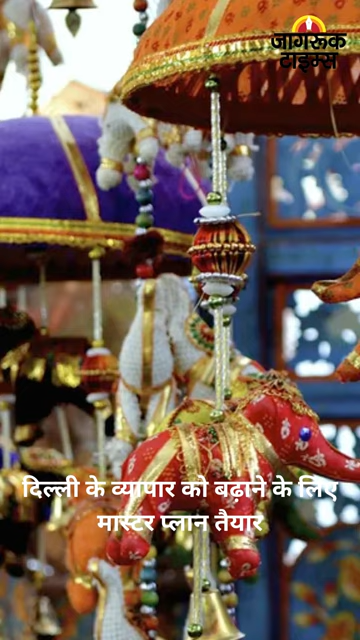 जागरूक
टाइम्स
दिल्ली के व्यापार को बढ़ाने के लिए
मास्टर प्लान तैयार